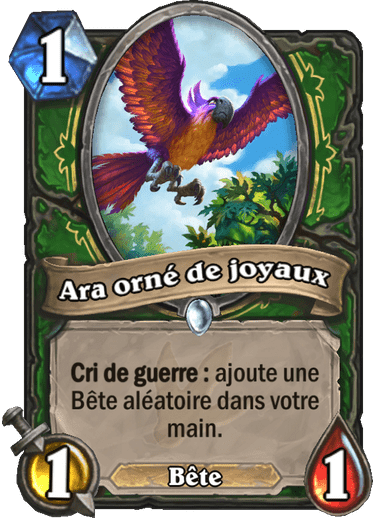 1
Ara orné de joyaux
Cri de guerre : ajoute une
Bête aléatoire dans votre
main.
1
Bête
1